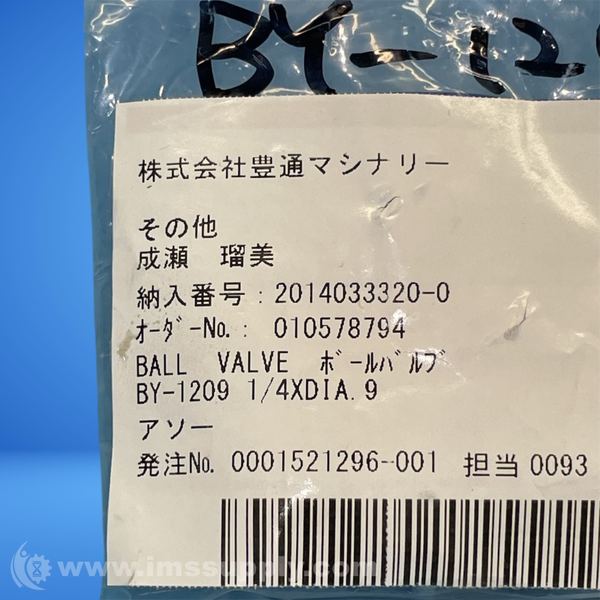 BY-120
株式会社豊通マシナリー
その他
成瀬　瑠美
納入番号：2014033320-0
ｵｰﾀﾞｰNo.： 010578794
BALL　VALVE　ﾎﾞｰﾙﾊﾞﾙﾌﾞ
BY-1209 1/4XDIA.9
アソー
発注No. 0001521296-001　担当 0093
www.imssupply.com